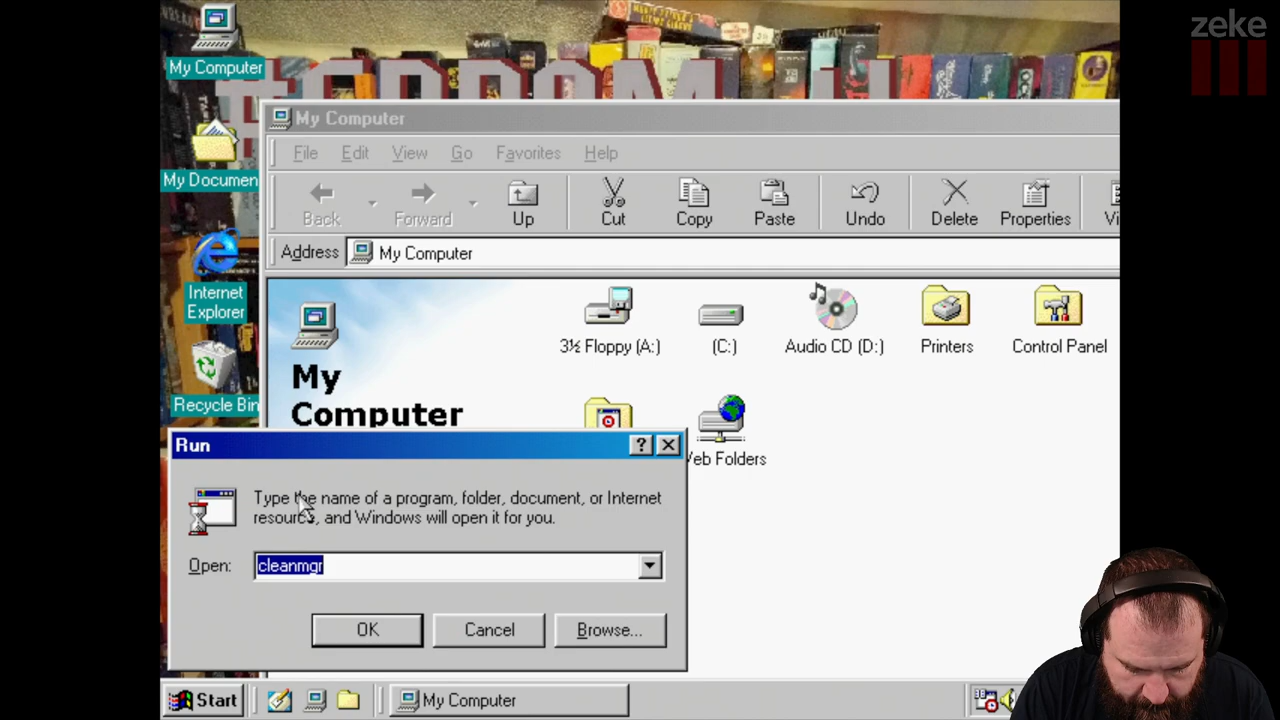 zeke
III
My Computer
My Documen
Internet
Explorer
Recycle Bin
My Computer
File Edit View Go Favorites Help
Back Forward Up Cut Copy Paste Undo Delete Properties Vi
Address My Computer
My
Computer
3½ Floppy (A:) (C:) Audio CD (D:) Printers Control Panel
Web Folders
Run
Type the name of a program, folder, document, or Internet
resource, and Windows will open it for you.
Open: cleanmgr
OK Cancel Browse...
Start My Computer